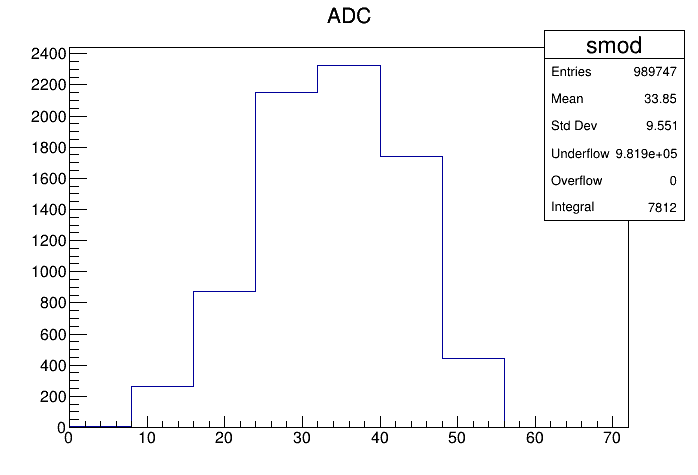 ADC
smod
Entries 989747
Mean 33.85
Std Dev 9.551
Underflow 9.819e+05
Overflow 0
Integral 7812
2400
2200
2000
1800
1600
1400
1200
1000
800
600
400
200
0
0 10 20 30 40 50 60 70